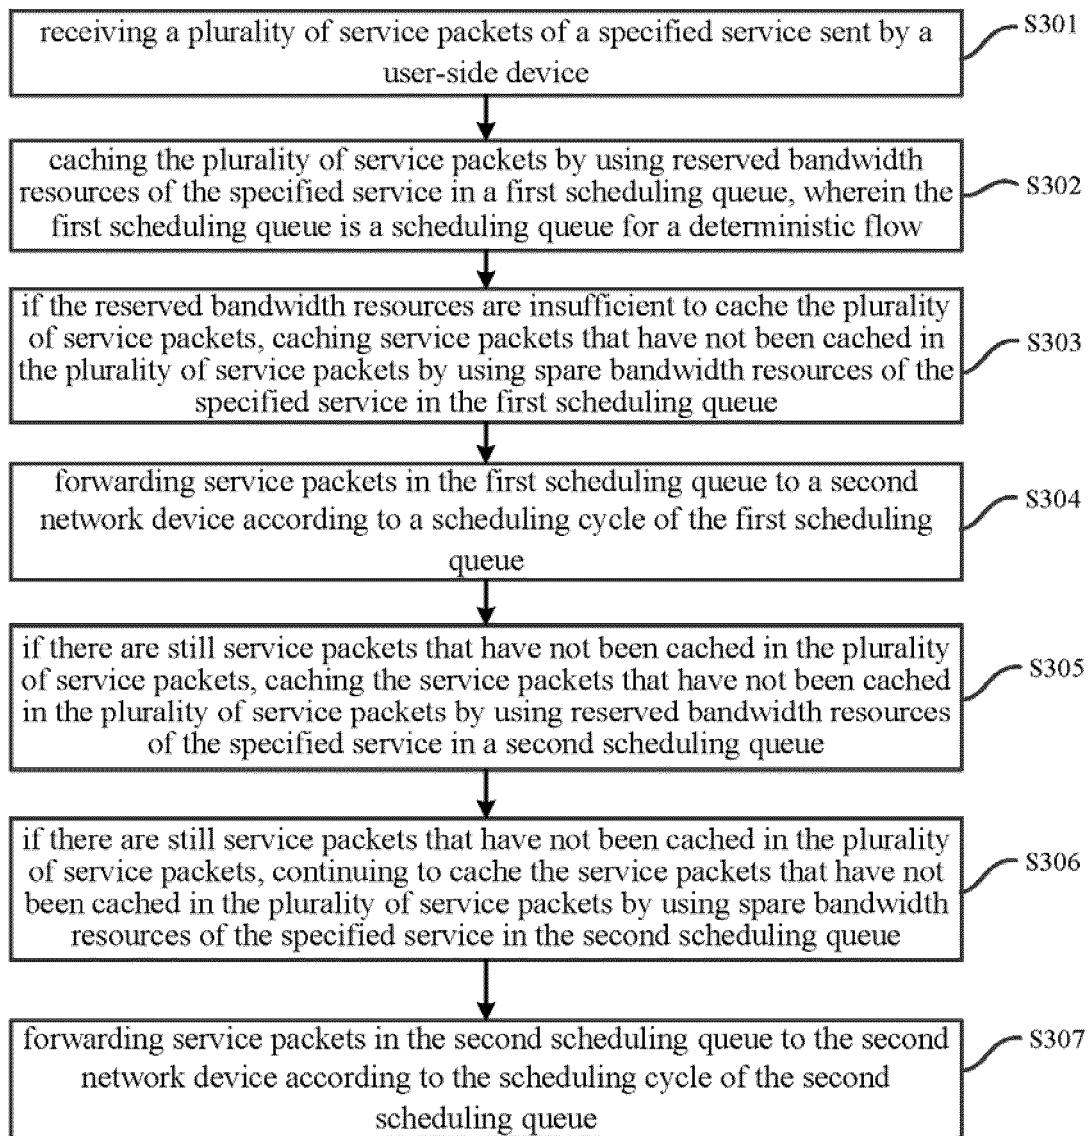 receiving a plurality of service packets of a specified service sent by a
user-side device
S301
caching the plurality of service packets by using reserved bandwidth
resources of the specified service in a first scheduling queue, wherein the
first scheduling queue is a scheduling queue for a deterministic flow
S302
if the reserved bandwidth resources are insufficient to cache the plurality
of service packets, caching service packets that have not been cached in
the plurality of service packets by using spare bandwidth resources of the
specified service in the first scheduling queue
S303
forwarding service packets in the first scheduling queue to a second
network device according to a scheduling cycle of the first scheduling
queue
S304
if there are still service packets that have not been cached in the plurality
of service packets, caching the service packets that have not been cached
in the plurality of service packets by using reserved bandwidth resources
of the specified service in a second scheduling queue
S305
if there are still service packets that have not been cached in the plurality
of service packets, continuing to cache the service packets that have not
been cached in the plurality of service packets by using spare bandwidth
resources of the specified service in the second scheduling queue
S306
forwarding service packets in the second scheduling queue to the second
network device according to the scheduling cycle of the second
scheduling queue
S307